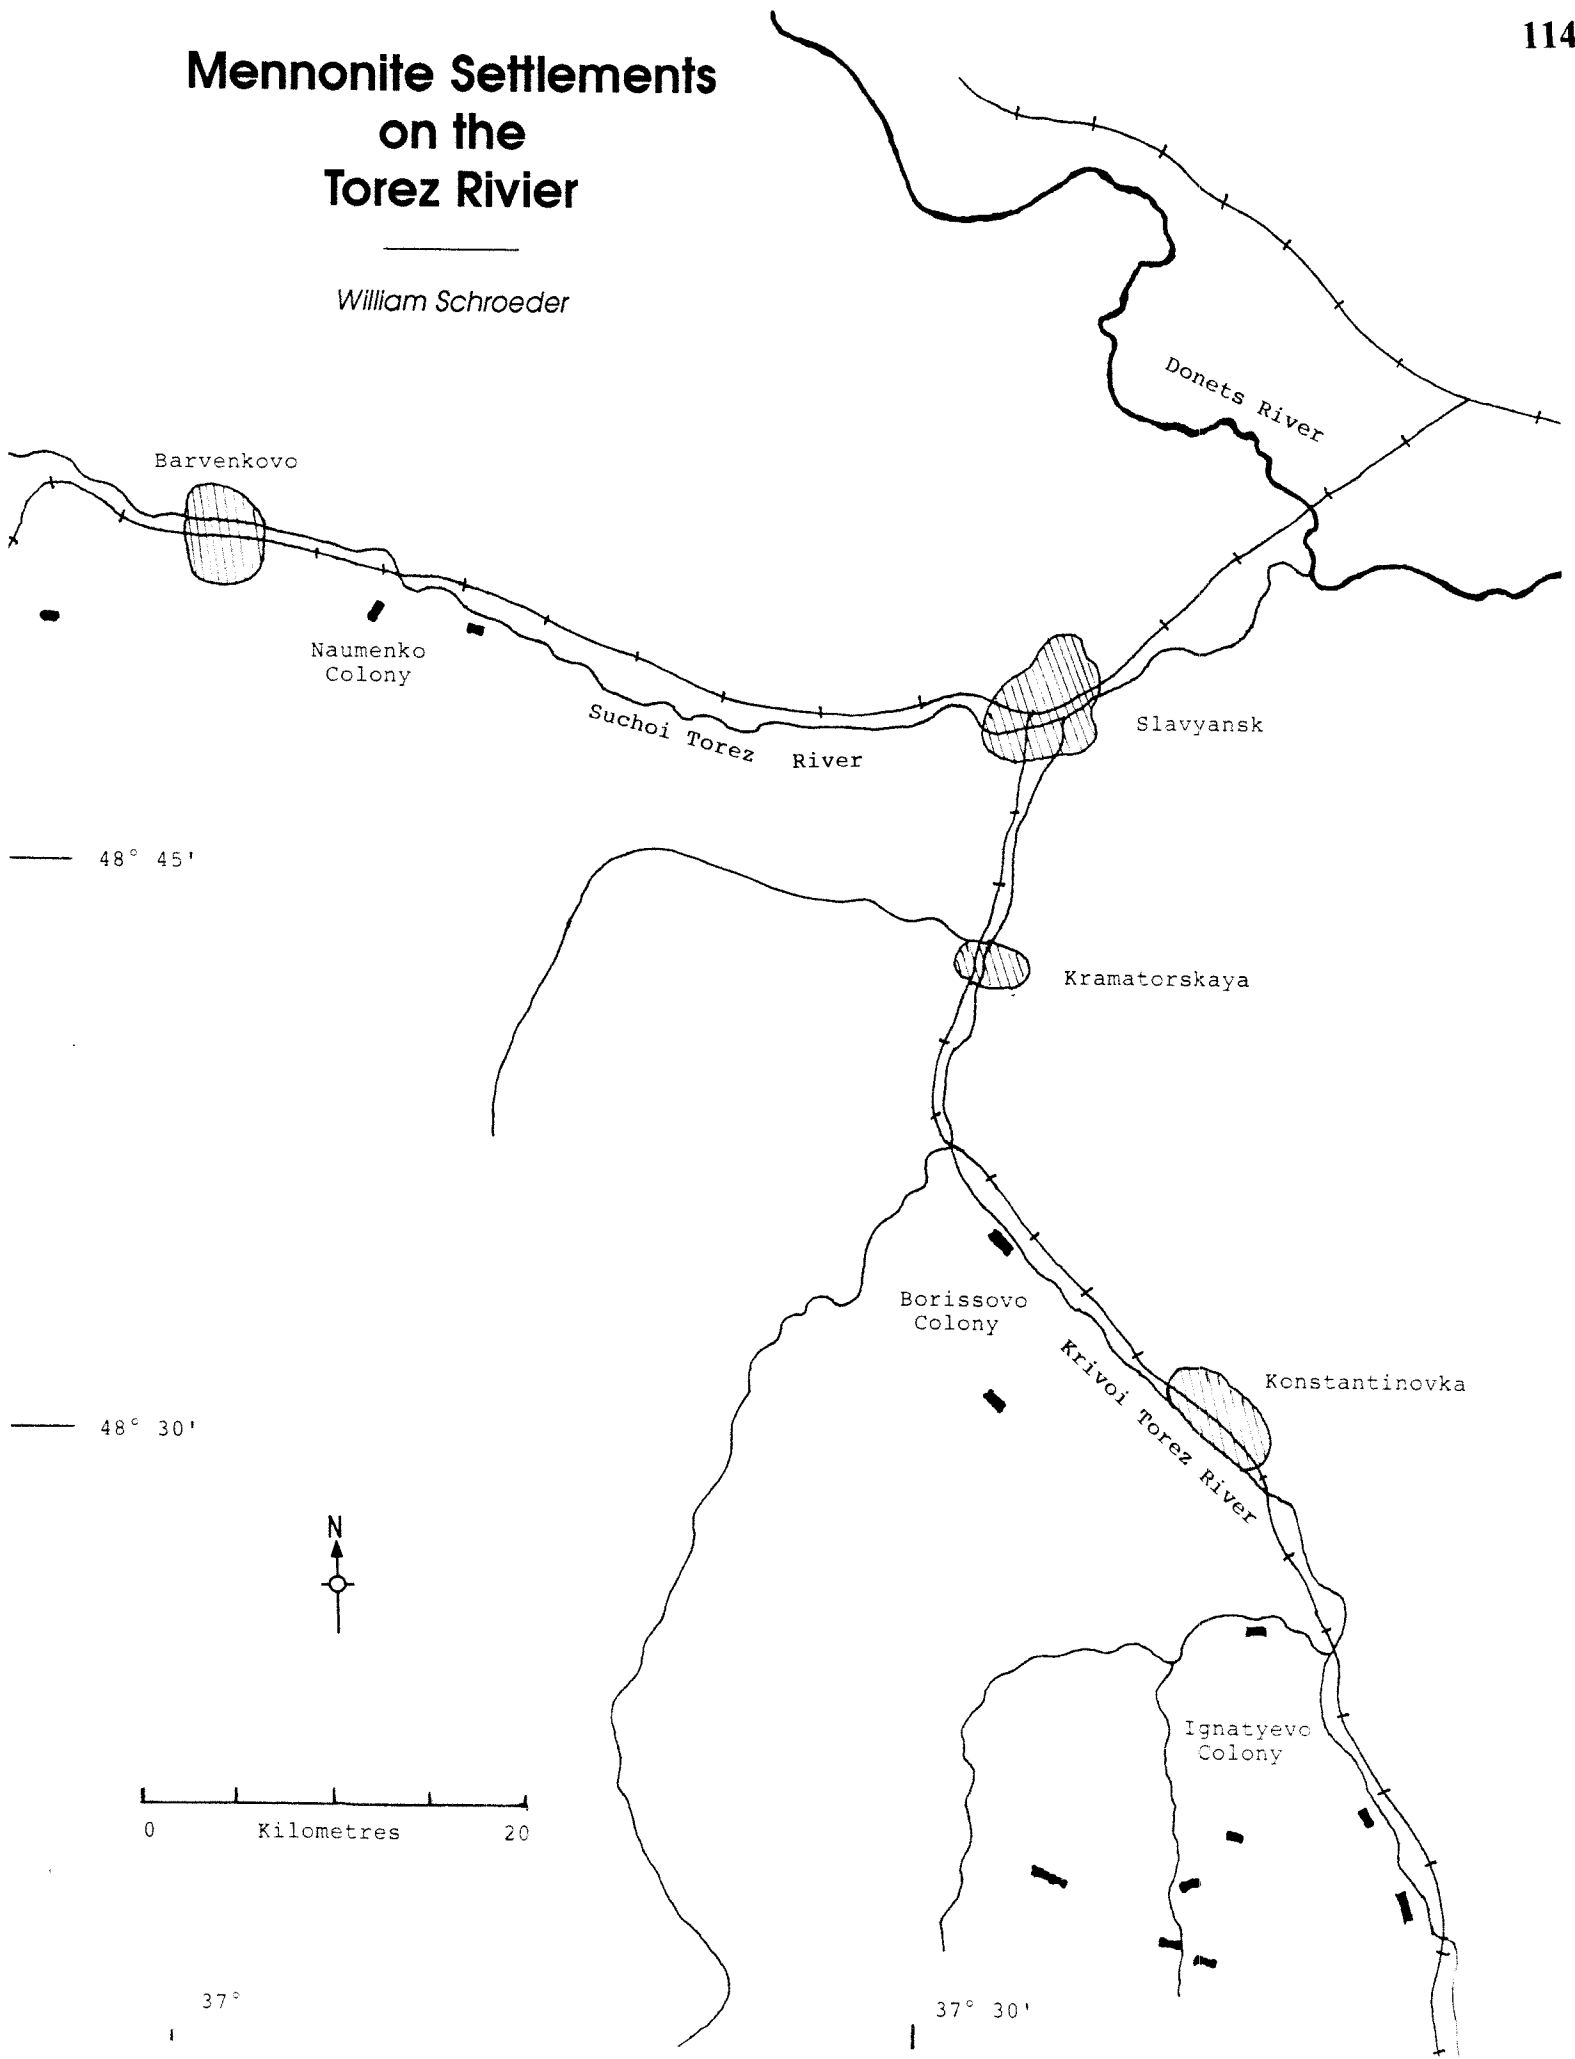 114
Mennonite Settlements
on the
Torez Rivier
William Schroeder
Donets River
Barvenkovo
Naumenko
Colony
Suchoi Torez River
Slavyansk
48° 45'
Kramatorskaya
Borissovo
Colony
Krivoi Torez River
Konstantinovka
48° 30'
N
Ignatyevo
Colony
0 Kilometres 20
37°
37° 30'